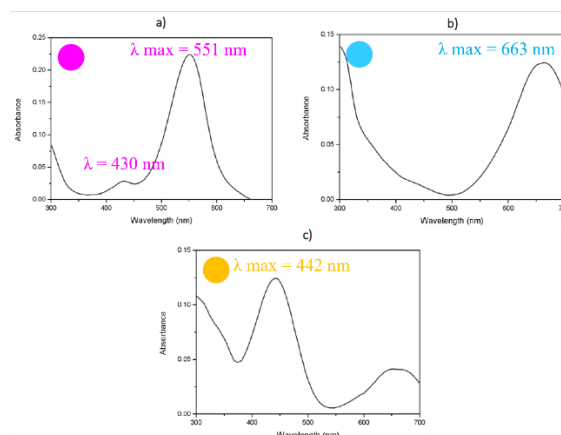 a)
λ max = 551 nm
λ = 430 nm
0.25
0.20
0.15
0.10
0.05
0.00
Absorbance
300 400 500 600 700
Wavelength (nm)
b)
λ max = 663 nm
0.15
0.10
0.05
0.00
Absorbance
300 400 500 600 700
Wavelength (nm)
c)
λ max = 442 nm
0.15
0.10
0.05
0.00
Absorbance
300 400 500 600 700
Wavelength (nm)